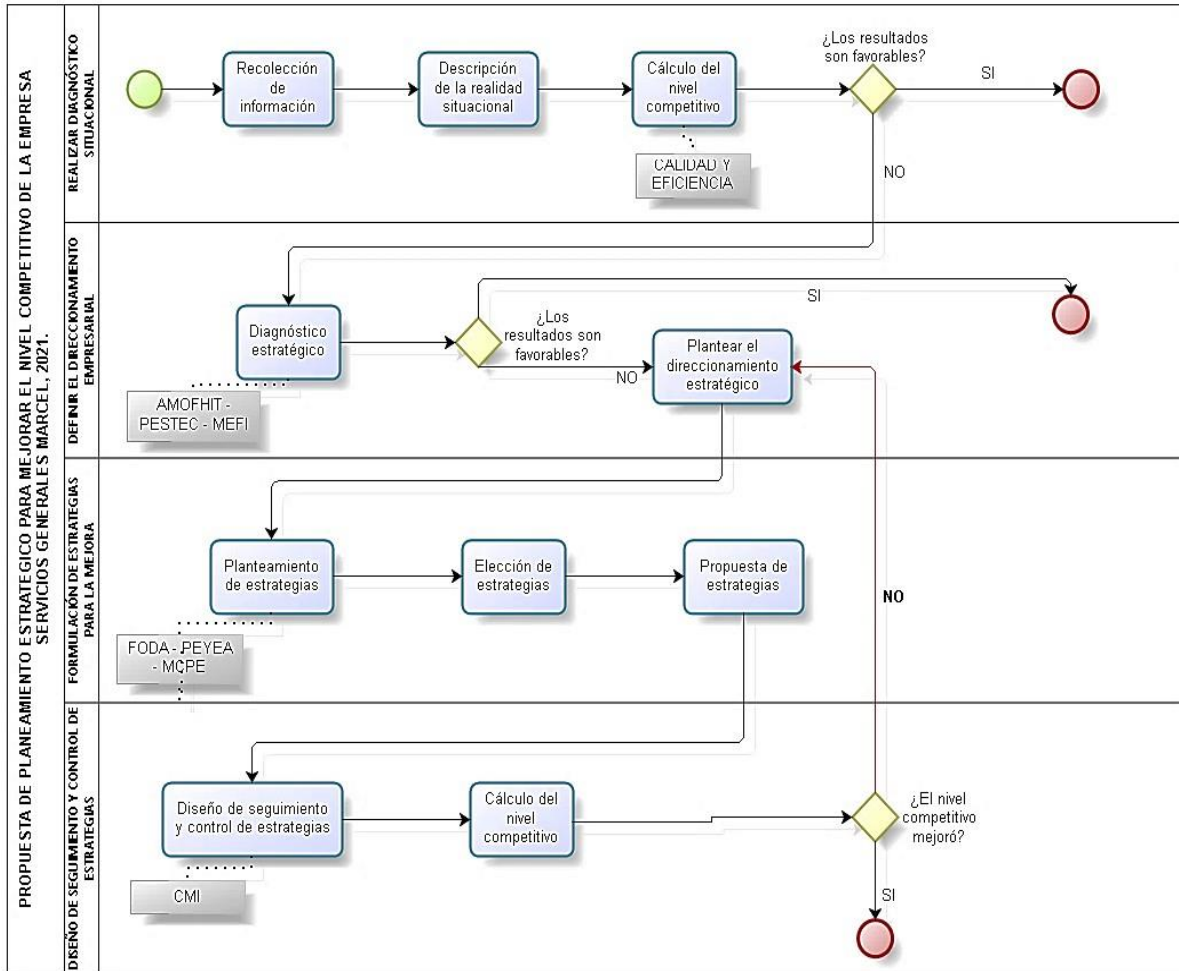 PROPUESTA DE PLANEAMIENTO ESTRATEGICO PARA MEJORAR EL NIVEL COMPETITIVO DE LA EMPRESA
SERVICIOS GENERALES MARCEL, 2021.
REALIZAR DIAGNÓSTICO
SITUACIONAL
Recolección
de
información
Descripción
de la realidad
situacional
Cálculo del
nivel
competitivo
CALIDAD Y
EFICIENCIA
¿Los resultados
son favorables?
SI
NO
DEFINIR EL DIRECCIONAMIENTO
EMPRESARIAL
Diagnóstico
estratégico
AMOFHIT -
PESTEC - MEFI
¿Los
resultados son
favorables?
SI
NO
Plantear el
direccionamiento
estratégico
FORMULACIÓN DE ESTRATEGIAS
PARA LA MEJORA
Planteamiento
de estrategias
FODA - PEYEA
- MCPE
Elección de
estrategias
Propuesta de
estrategias
NO
DISEÑO DE SEGUIMIENTO Y CONTROL DE
ESTRATEGIAS
Diseño de seguimiento
y control de estrategias
CMI
Cálculo del
nivel
competitivo
¿El nivel
competitivo
mejoró?
SI